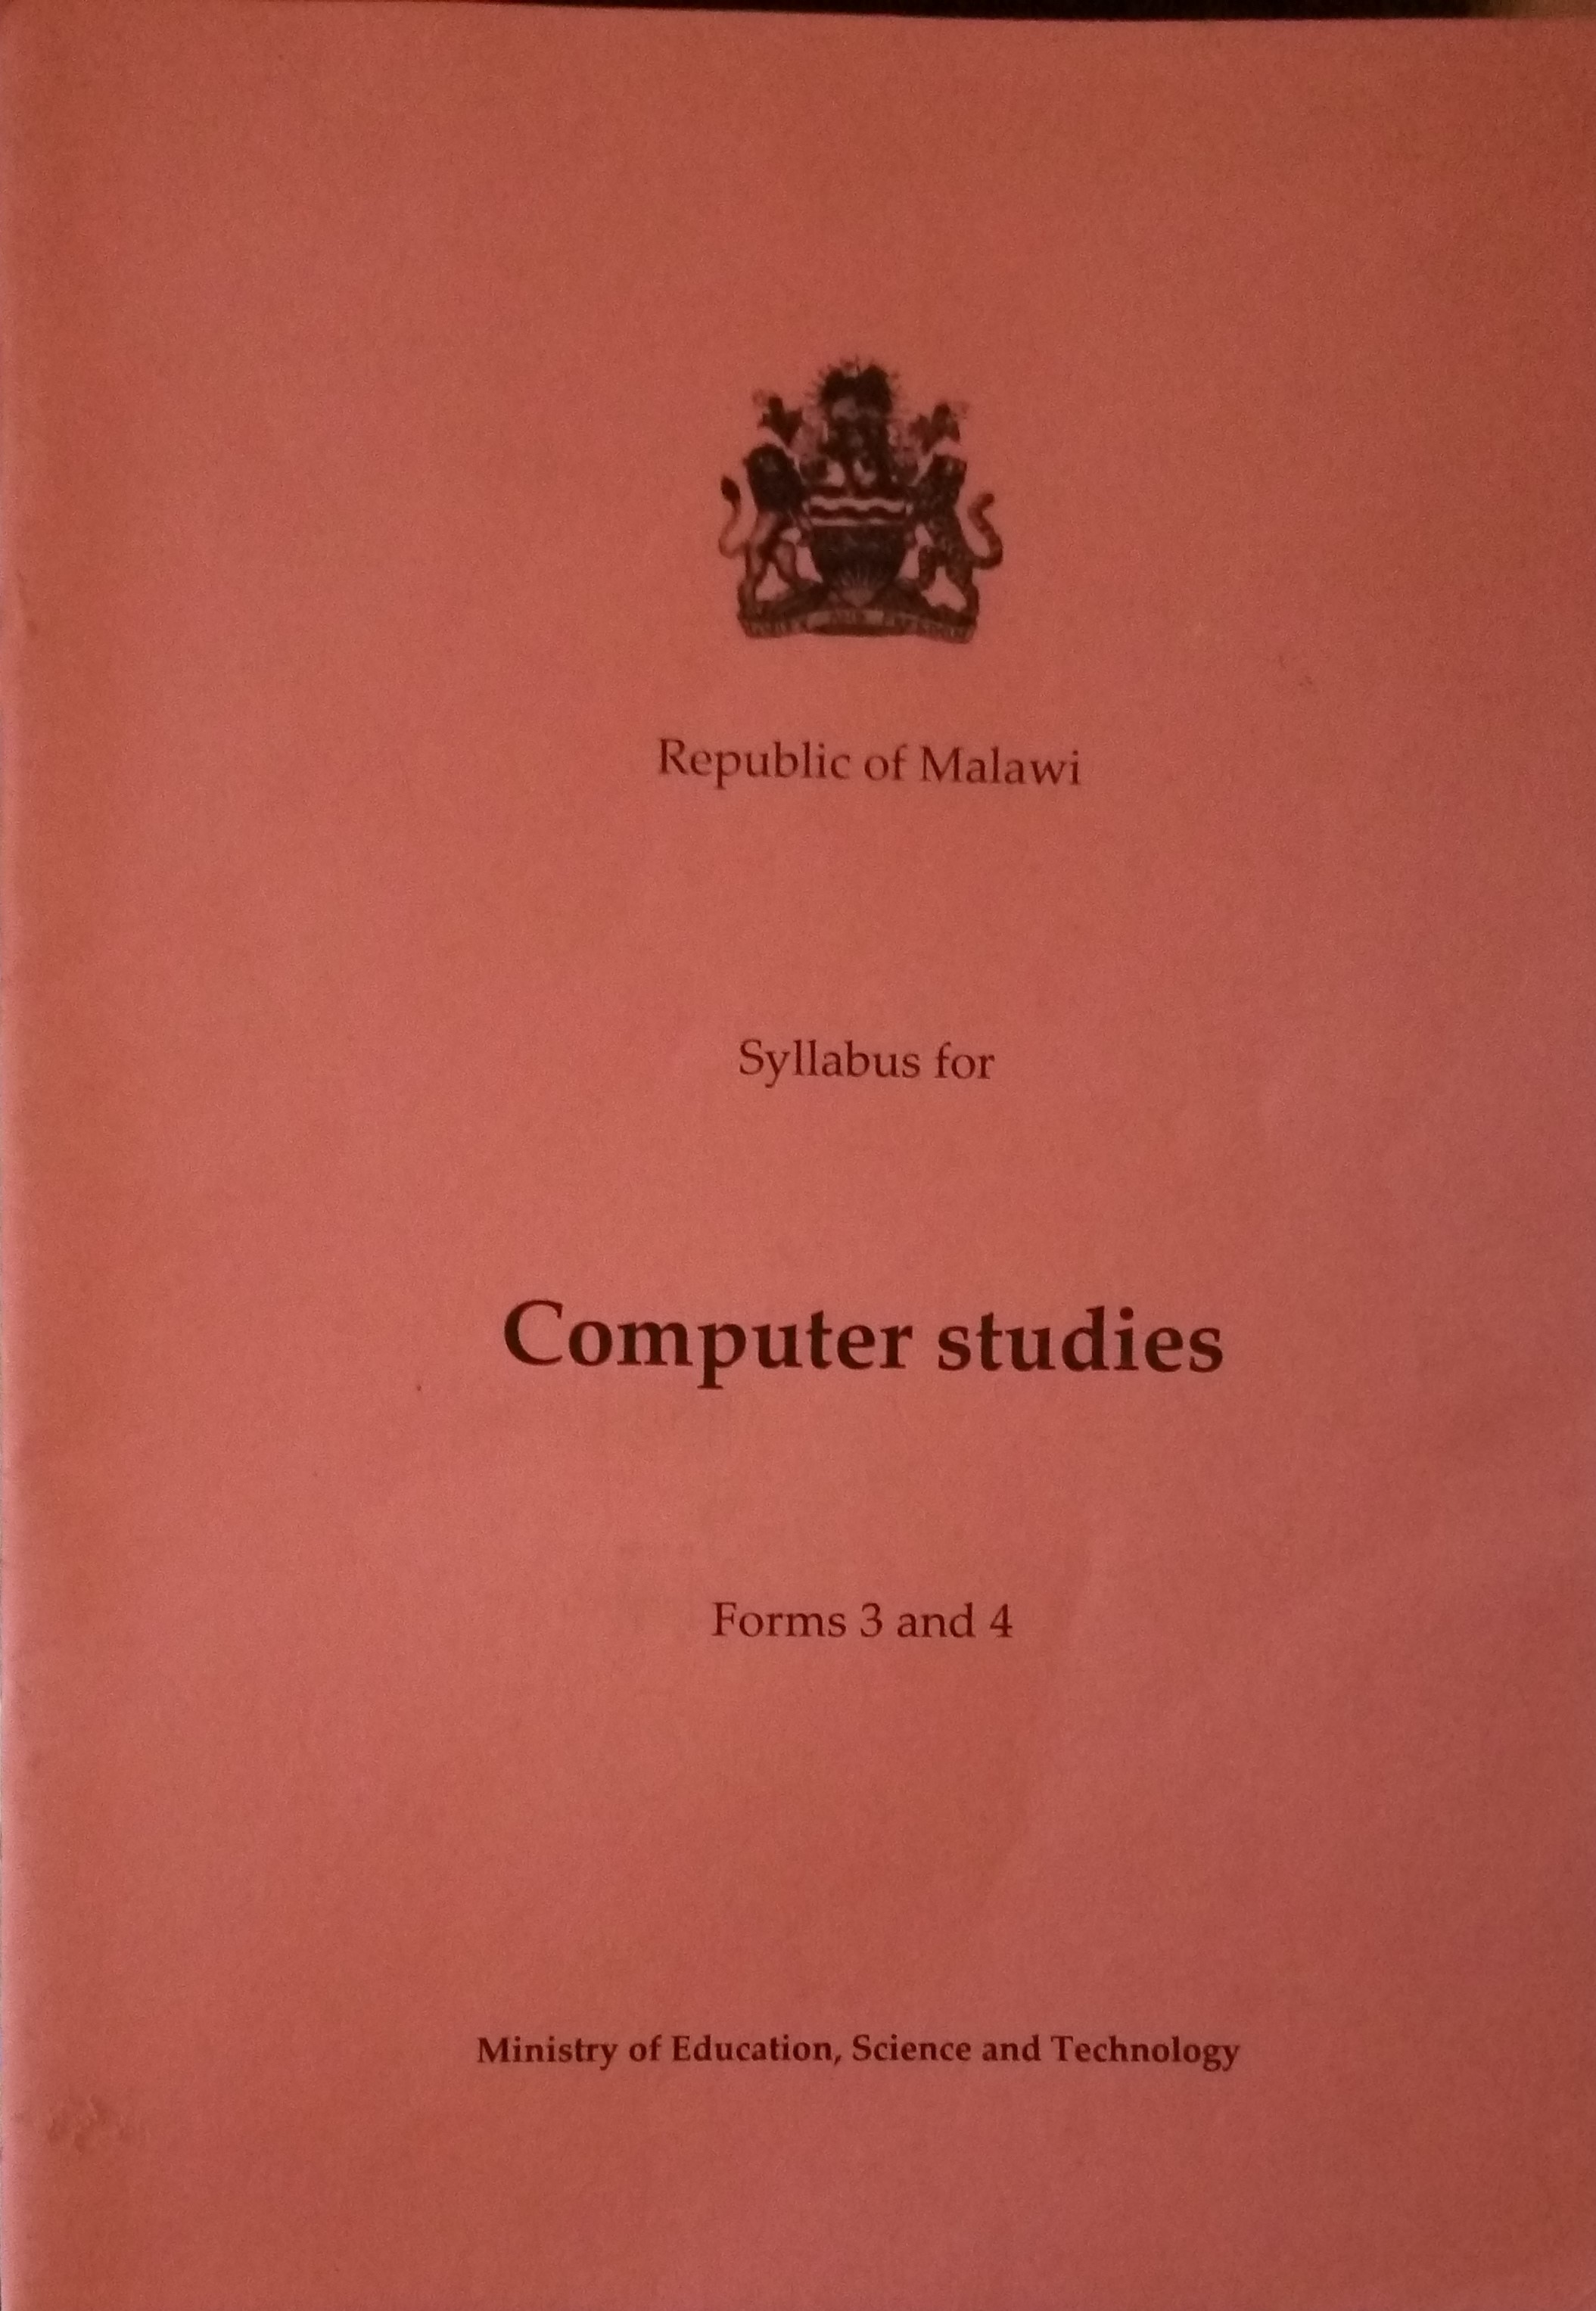 Republic of Malawi
Syllabus for
Computer studies
Forms 3 and 4
Ministry of Education, Science and Technology